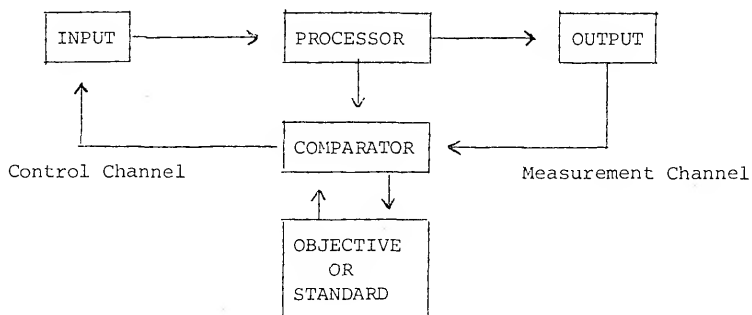 INPUT
PROCESSOR
OUTPUT
COMPARATOR
Control Channel
Measurement Channel
OBJECTIVE
OR
STANDARD